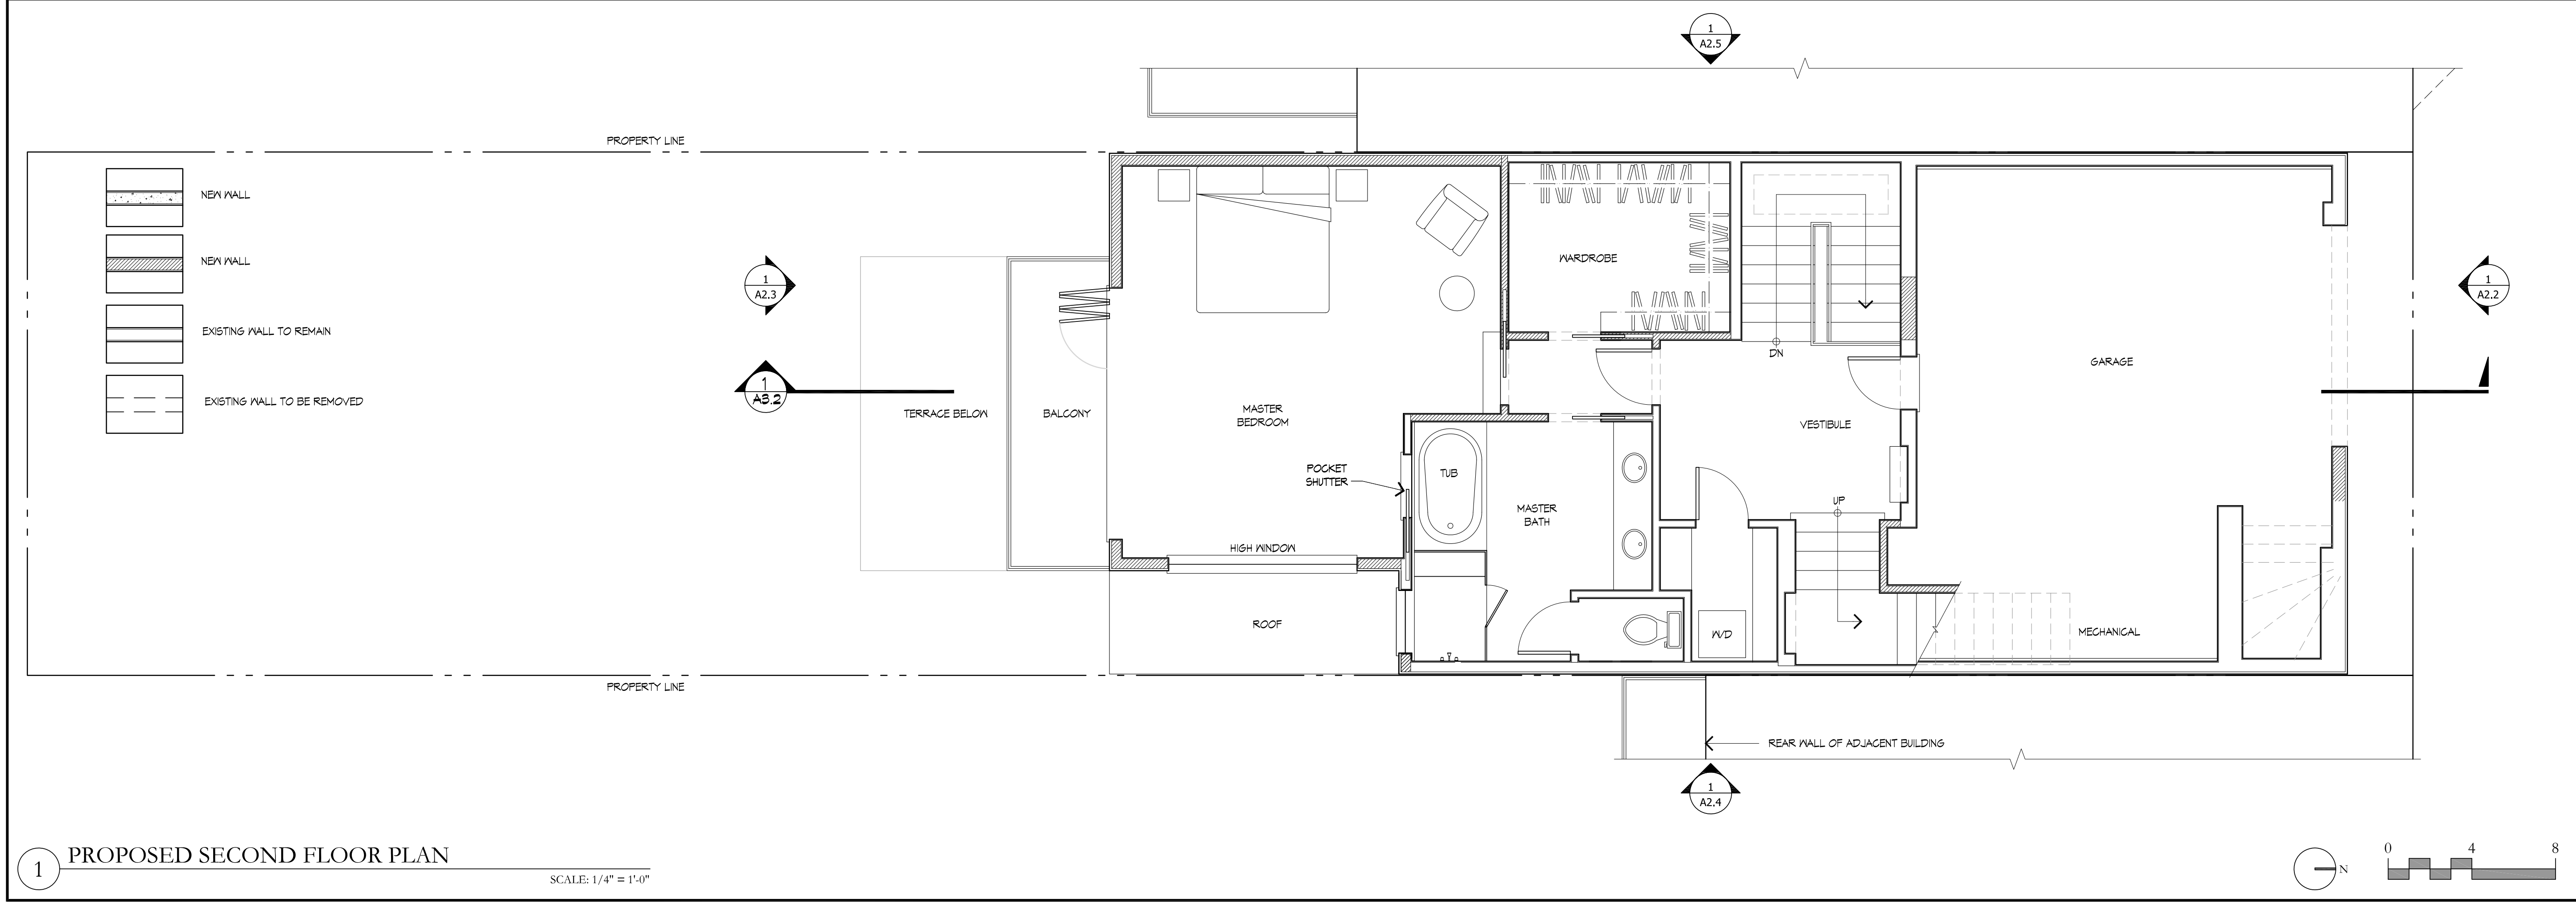 1
A2.5
PROPERTY LINE
NEW WALL
NEW WALL
EXISTING WALL TO REMAIN
EXISTING WALL TO BE REMOVED
1
A2.3
1
A3.2
TERRACE BELOW
BALCONY
MASTER
BEDROOM
POCKET
SHUTTER
HIGH WINDOW
ROOF
WARDROBE
TUB
MASTER
BATH
DN
VESTIBULE
UP
W/D
GARAGE
MECHANICAL
1
A2.2
PROPERTY LINE
REAR WALL OF ADJACENT BUILDING
1
A2.4
1
PROPOSED SECOND FLOOR PLAN
SCALE: 1/4" = 1'-0"
N
0 4 8